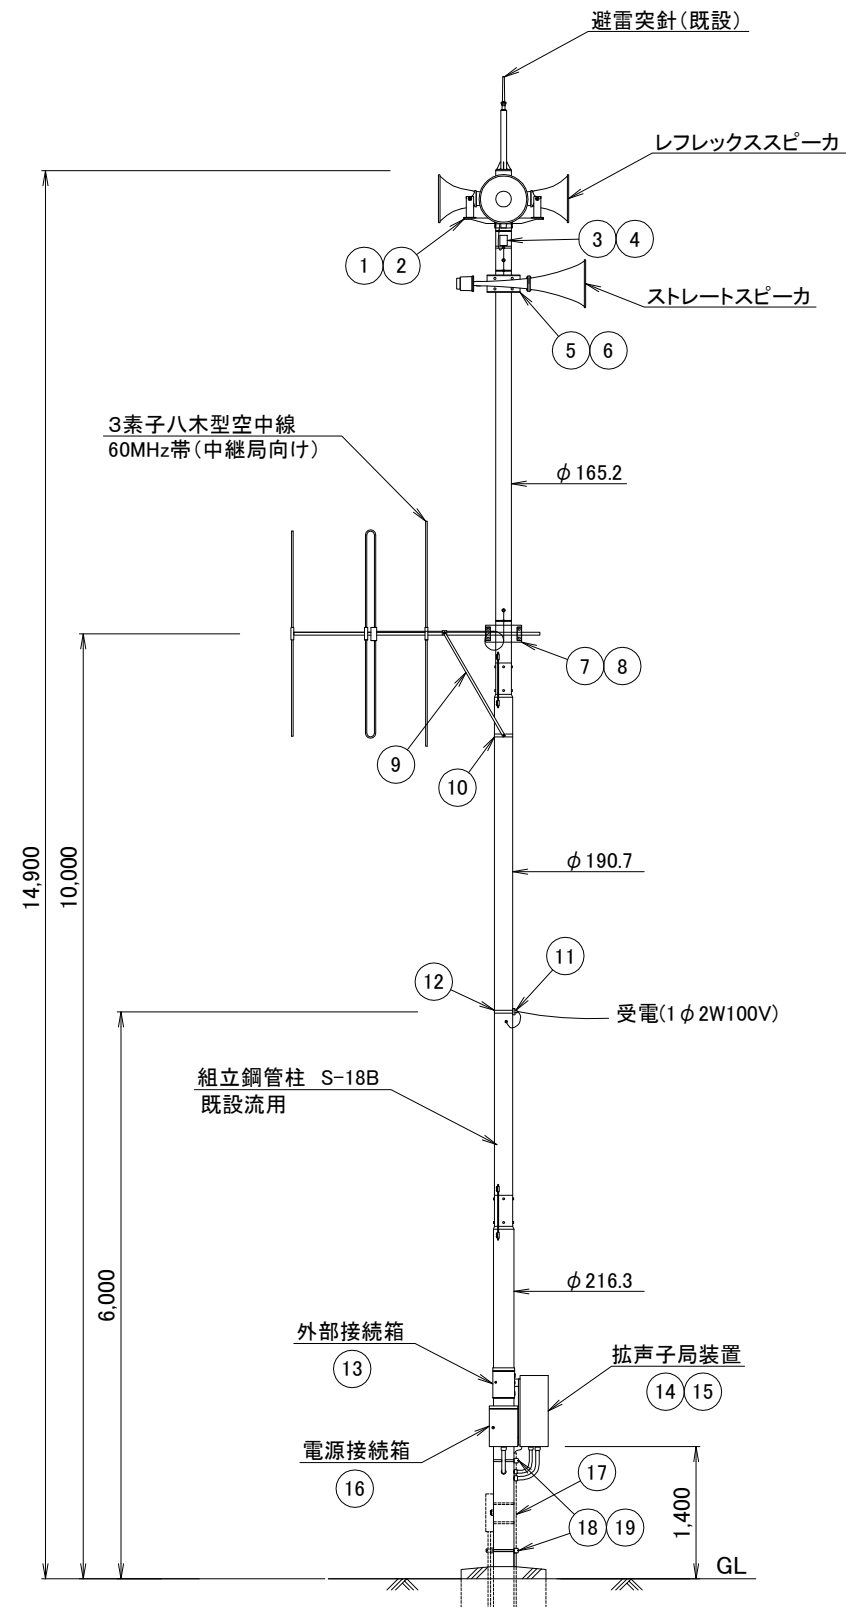 避雷突針(既設)
レフレックススピーカ
3 4
1 2
ストレートスピーカ
5 6
3素子八木型空中線
60MHz帯(中継局向け)
φ165.2
7 8
9
10
14,900
10,000
φ190.7
11
12
受電(1φ2W100V)
組立鋼管柱 S-18B
既設流用
6,000
φ216.3
外部接続箱
13
拡声子局装置
14 15
電源接続箱
16
17
18 19
1,400
GL